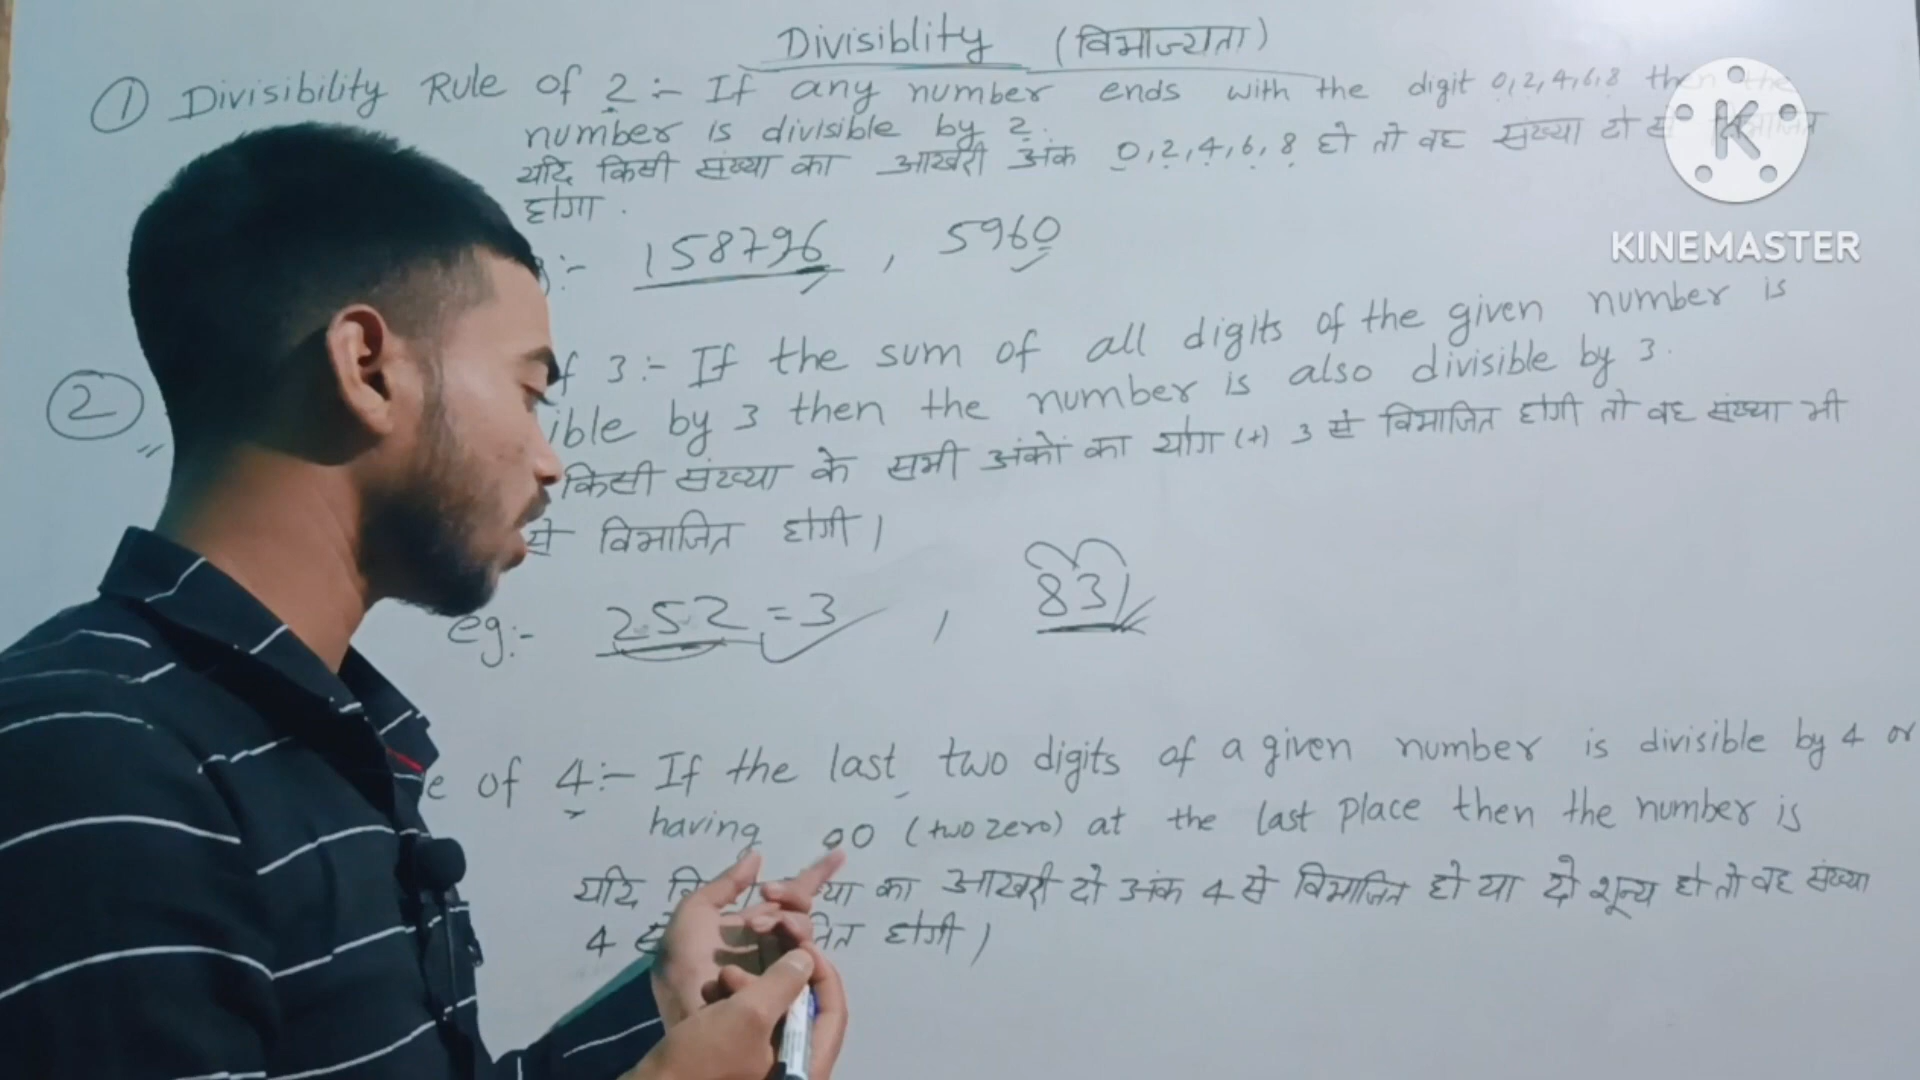 Divisiblity (विभाज्यता)
① Divisibility Rule of 2:- If any number ends with the digit 0,2,4,6,8 then the
number is divisible by 2.
यदि किसी संख्या का आखरी अंक 0,2,4,6,8 हो तो वह संख्या दो से
होगा.
:- 158796, 5960
K
KINEMASTER
② f 3:- If the sum of all digits of the given number is
ible by 3 then the number is also divisible by 3.
किसी संख्या के सभी अंकों का योग (+) 3 से विभाजित होगी तो वह संख्या भी
से विभाजित होगी।
eg:- 252 = 3, 831
e of 4:- If the last two digits of a given number is divisible by 4 or
having 00 (two zero) at the last place then the number is
यदि का आखरी दो अंक 4 से विभाजित हो या दो शून्य हो तो वह संख्या
4 होगी।